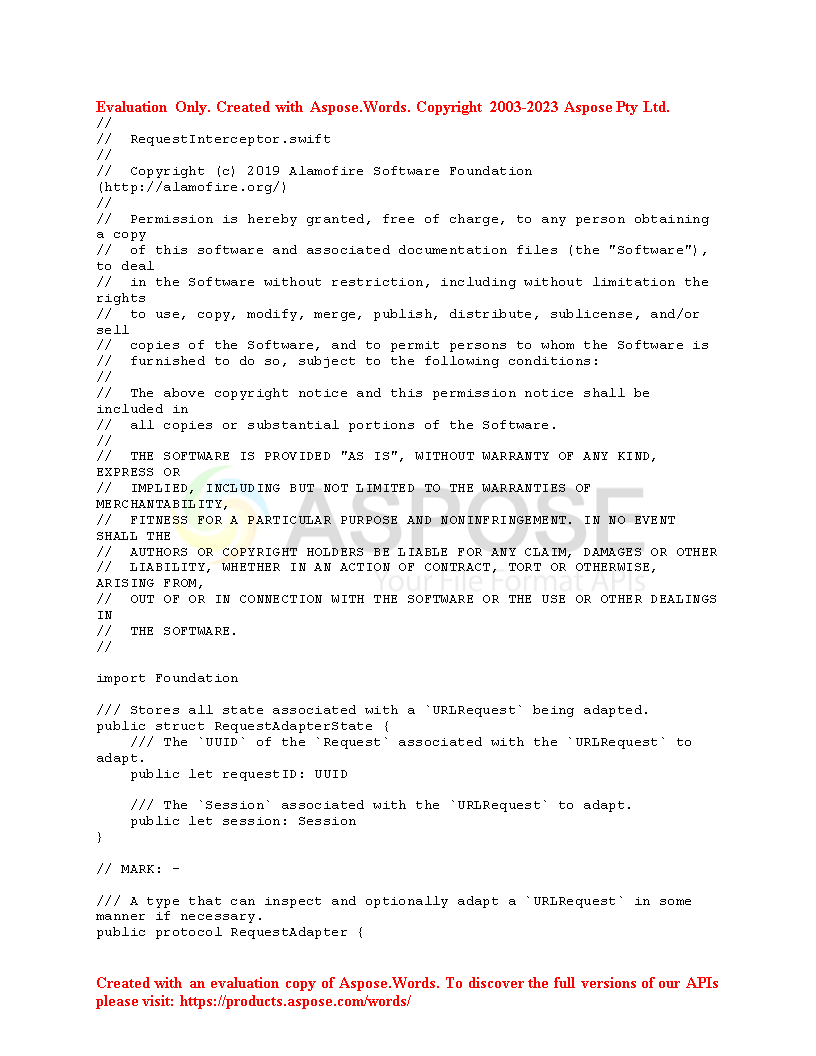 Evaluation Only. Created with Aspose.Words. Copyright 2003-2023 Aspose Pty Ltd.
//
//  RequestInterceptor.swift
//
//  Copyright (c) 2019 Alamofire Software Foundation
(http://alamofire.org/)
//
//  Permission is hereby granted, free of charge, to any person obtaining
a copy
//  of this software and associated documentation files (the "Software"),
to deal
//  in the Software without restriction, including without limitation the
rights
//  to use, copy, modify, merge, publish, distribute, sublicense, and/or
sell
//  copies of the Software, and to permit persons to whom the Software is
//  furnished to do so, subject to the following conditions:
//
//  The above copyright notice and this permission notice shall be
included in
//  all copies or substantial portions of the Software.
//
//  THE SOFTWARE IS PROVIDED "AS IS", WITHOUT WARRANTY OF ANY KIND,
EXPRESS OR
//  IMPLIED, INCLUDING BUT NOT LIMITED TO THE WARRANTIES OF
MERCHANTABILITY,
//  FITNESS FOR A PARTICULAR PURPOSE AND NONINFRINGEMENT. IN NO EVENT
SHALL THE
//  AUTHORS OR COPYRIGHT HOLDERS BE LIABLE FOR ANY CLAIM, DAMAGES OR OTHER
//  LIABILITY, WHETHER IN AN ACTION OF CONTRACT, TORT OR OTHERWISE,
ARISING FROM,
//  OUT OF OR IN CONNECTION WITH THE SOFTWARE OR THE USE OR OTHER DEALINGS
IN
//  THE SOFTWARE.
//
ASPOSE
Your File Format APIs

import Foundation

/// Stores all state associated with a `URLRequest` being adapted.
public struct RequestAdapterState {
    /// The `UUID` of the `Request` associated with the `URLRequest` to
adapt.
    public let requestID: UUID

    /// The `Session` associated with the `URLRequest` to adapt.
    public let session: Session
}

// MARK: -

/// A type that can inspect and optionally adapt a `URLRequest` in some
manner if necessary.
public protocol RequestAdapter {

Created with an evaluation copy of Aspose.Words. To discover the full versions of our APIs
please visit: https://products.aspose.com/words/